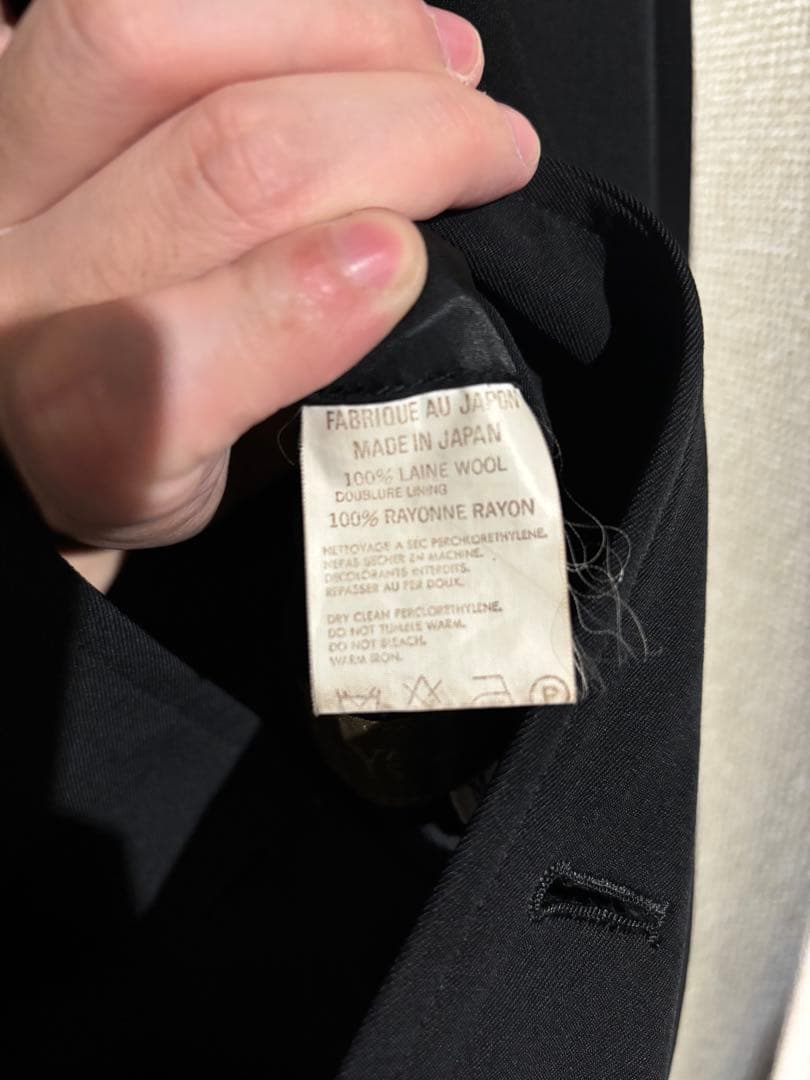 FABRIQUE AU JAPON
MADE IN JAPAN
100% LAINE WOOL
DOUBLURE LINING
100% RAYONNE RAYON
NETTOYAGE A SEC PERCHLORETHYLENE.
NEPAS SECHER EN MACHINE.
DECOLORANTS INTERDITS.
REPASSER AU FER DOUX.
DRY CLEAN PERCLORETHYLENE.
DO NOT TUMBLE WARM.
DO NOT BLEACH.
WARM IRON.
P